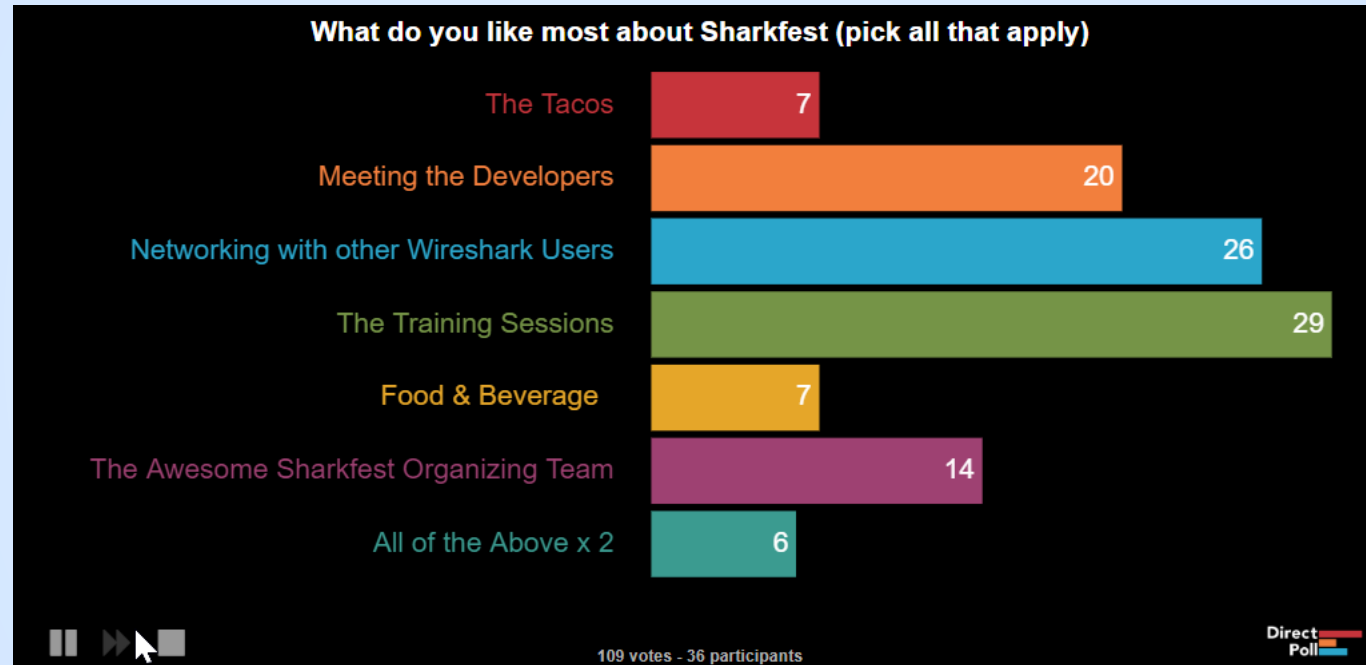 What do you like most about Sharkfest (pick all that apply)
The Tacos 7
Meeting the Developers 20
Networking with other Wireshark Users 26
The Training Sessions 29
Food & Beverage 7
The Awesome Sharkfest Organizing Team 14
All of the Above x 2 6
109 votes - 36 participants
Direct
Poll